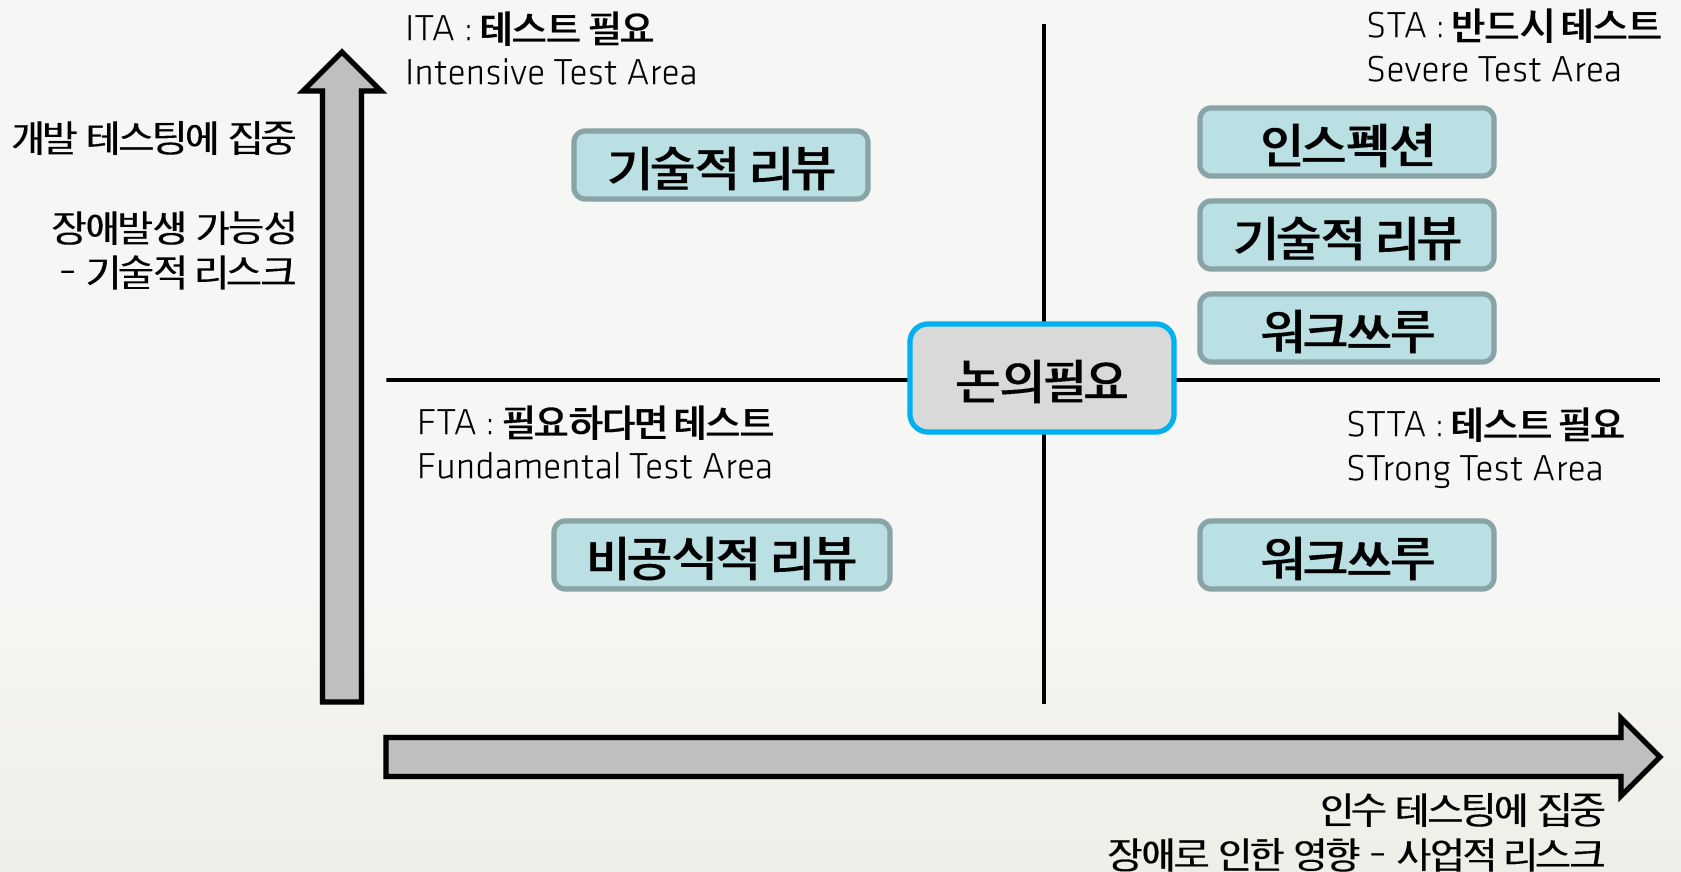 ITA : 테스트 필요
Intensive Test Area
STA : 반드시 테스트
Severe Test Area
개발 테스팅에 집중
장애발생 가능성
- 기술적 리스크
기술적 리뷰
인스펙션
기술적 리뷰
워크쓰루
논의필요
FTA : 필요하다면 테스트
Fundamental Test Area
STTA : 테스트 필요
STrong Test Area
비공식적 리뷰
워크쓰루
인수 테스팅에 집중
장애로 인한 영향 - 사업적 리스크